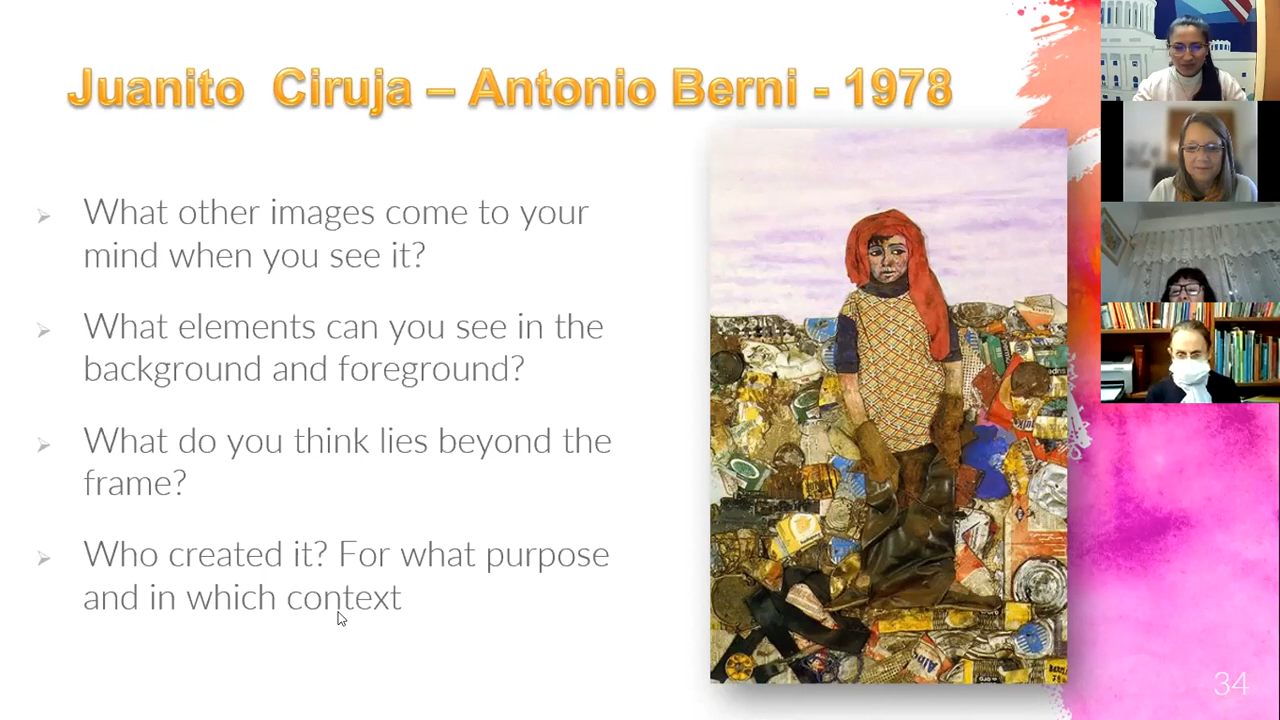 Juanito Ciruja – Antonio Berni - 1978
What other images come to your
mind when you see it?
What elements can you see in the
background and foreground?
What do you think lies beyond the
frame?
Who created it? For what purpose
and in which context
34